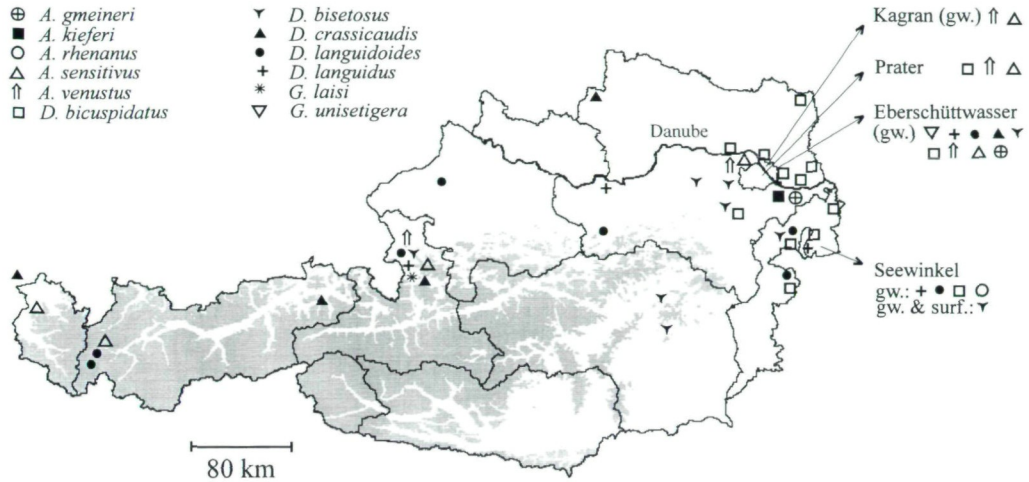 A. gmeineri
A. kieferi
A. rhenanus
A. sensitivus
A. venustus
D. bicuspidatus
D. bisetosus
D. crassicaudis
D. languidoides
D. languidus
G. laisi
G. unisetigera
Danube
Kagran (gw.)
Prater
Eberschüttwasser
(gw.)
Seewinkel
gw.:
gw. & surf.:
80 km